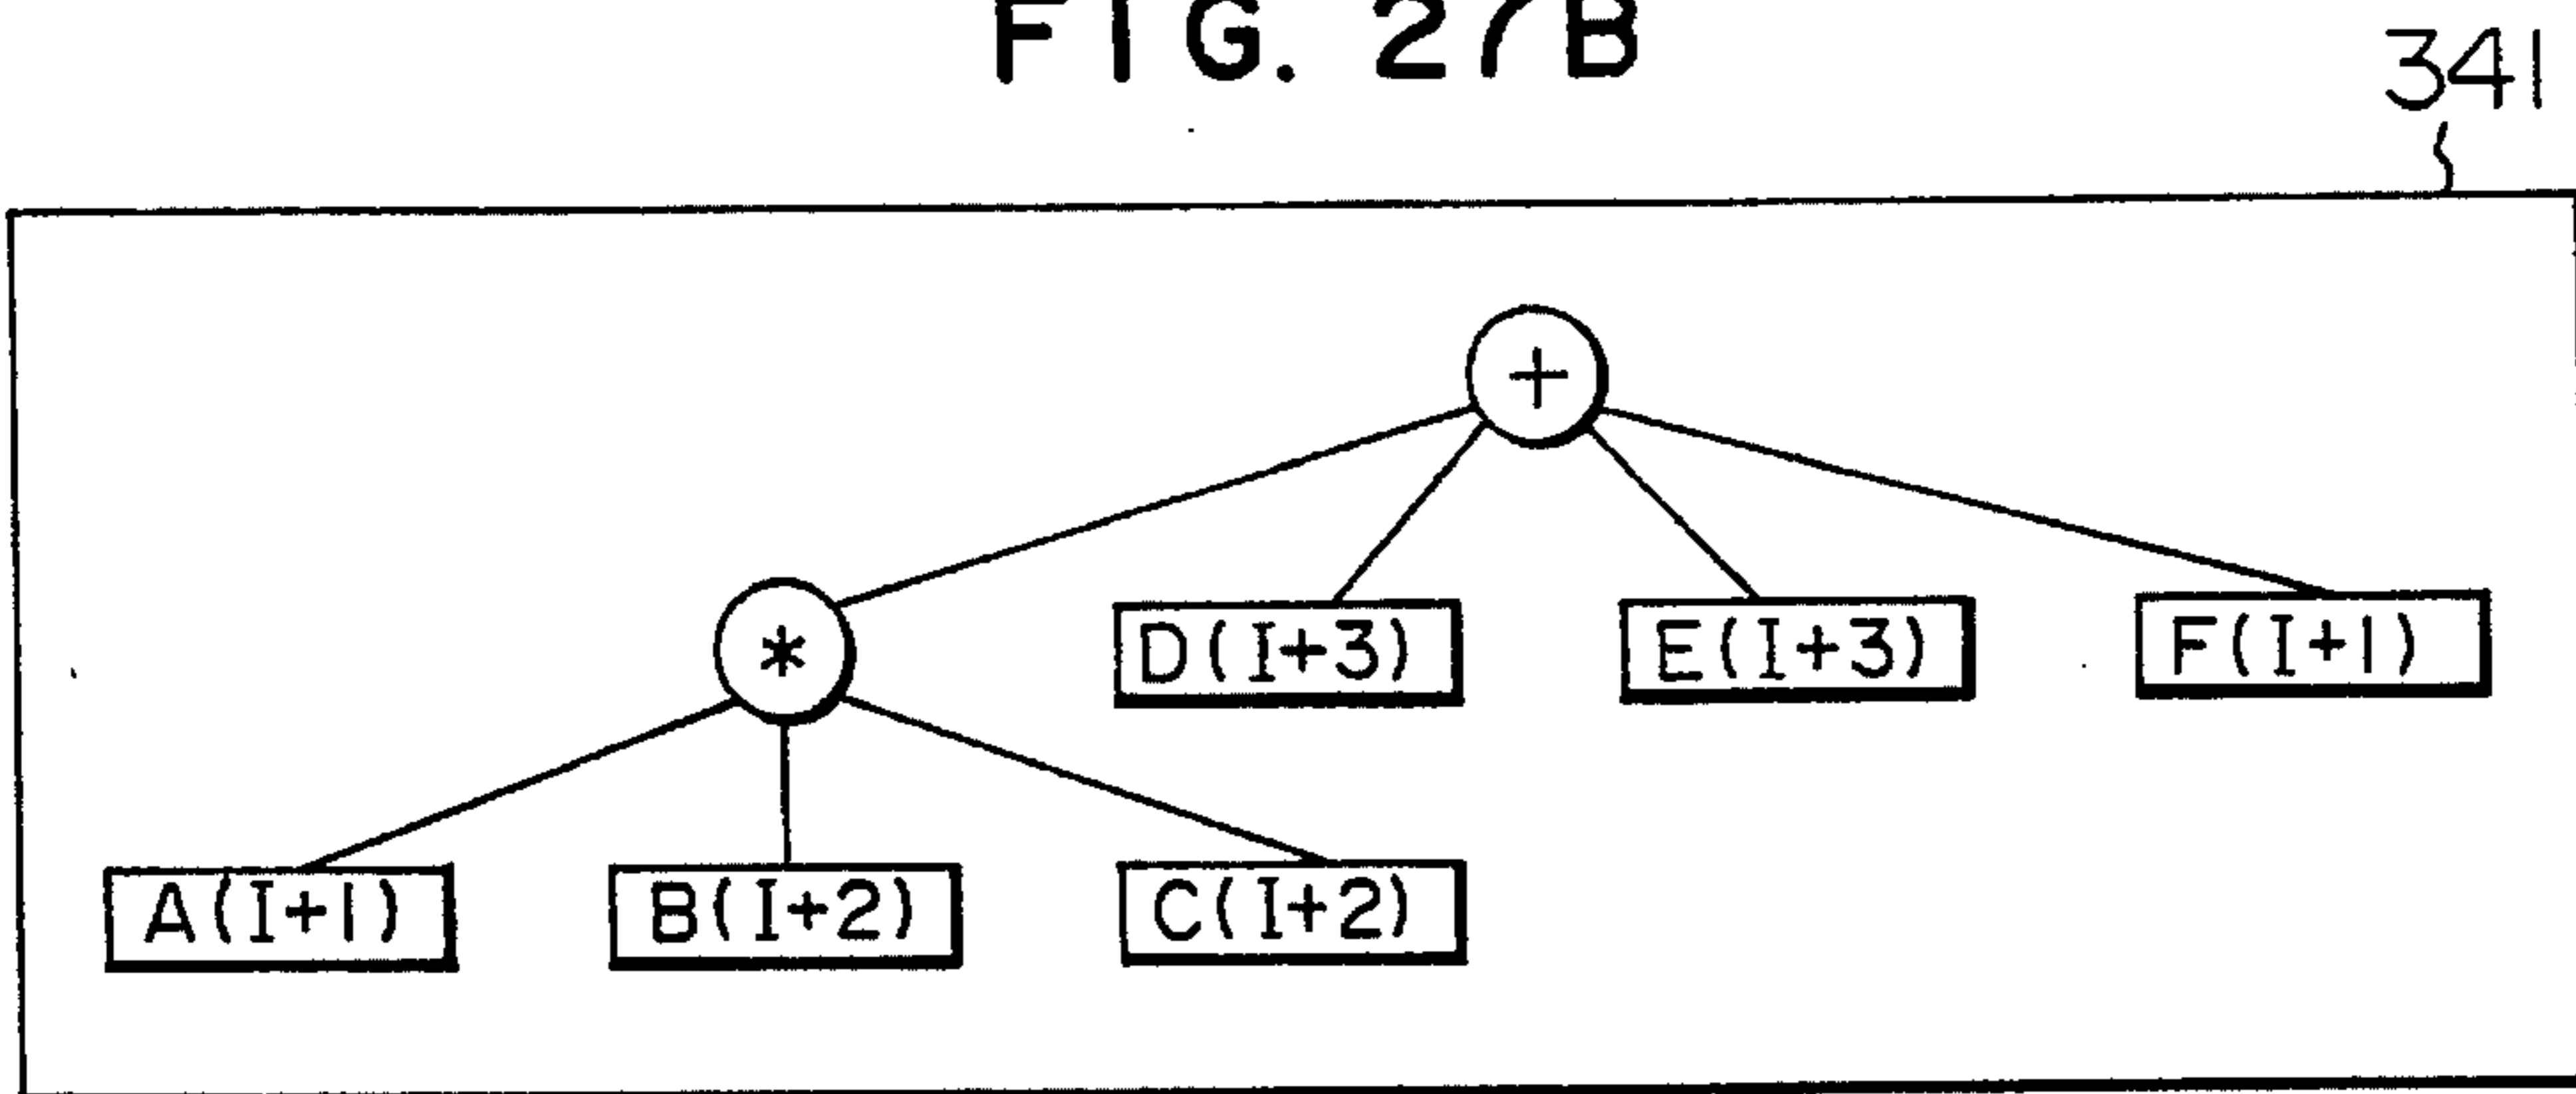 FIG. 27B
341
+
* D(I+3) E(I+3) F(I+1)
A(I+1) B(I+2) C(I+2)